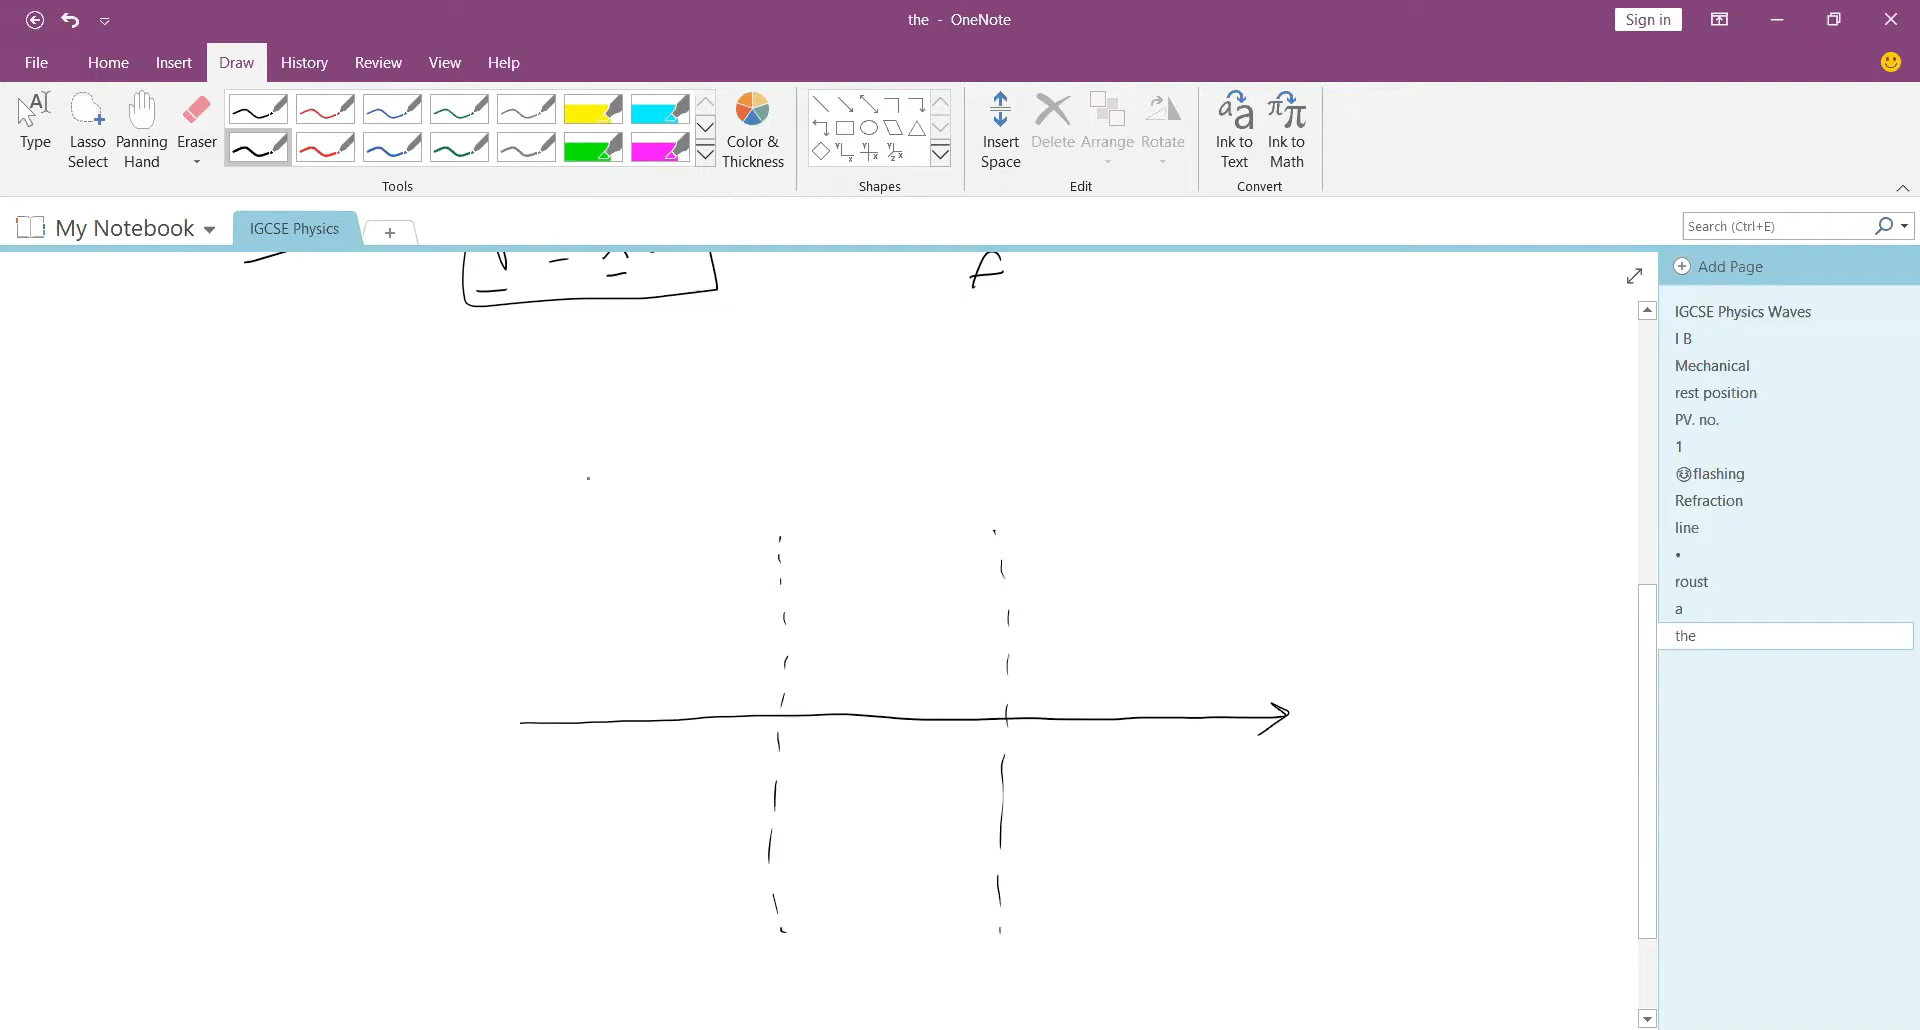 the - OneNote
Sign in
File Home Insert Draw History Review View Help
Type
Lasso Select
Panning Hand
Eraser
Color & Thickness
Insert Space
Delete
Arrange
Rotate
Ink to Text
Ink to Math
Tools
Shapes
Edit
Convert
My Notebook
IGCSE Physics
Search (Ctrl+E)
Add Page
IGCSE Physics Waves
I B
Mechanical
rest position
PV. no.
1
flashing
Refraction
line
•
roust
a
the